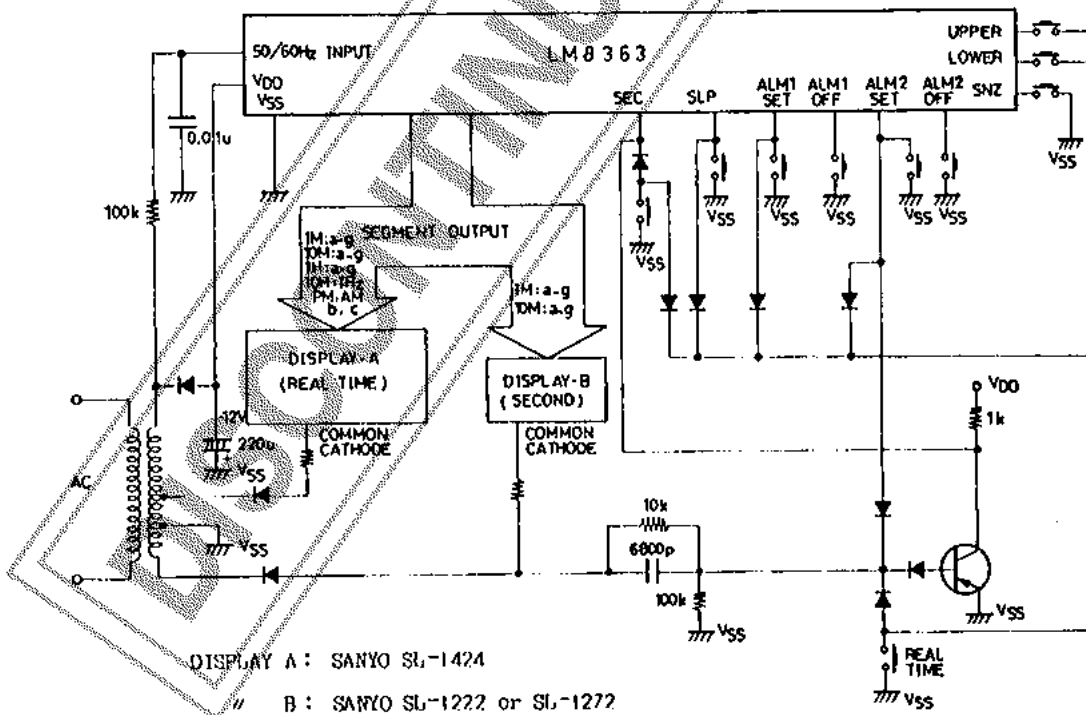 50/60Hz INPUT
LM8363
UPPER
LOWER
SNZ
VDD
VSS
SEC
SLP
ALM1 SET
ALM1 OFF
ALM2 SET
ALM2 OFF
0.01u
100k
VSS
VSS
VSS
VSS
VSS
VSS
VSS
SEGMENT OUTPUT
1M:a-g
10M:a-g
1H:a-g
10M:1Hz
PM,AM
b, c
1M:a-g
10M:a-g
DISPLAY-A
(REAL TIME)
DISPLAY-B
(SECOND)
COMMON
CATHODE
COMMON
CATHODE
-12V
220u
+
VSS
AC
VSS
VDD
1k
10k
6800p
100k
VSS
VSS
REAL
TIME
VSS
DISPLAY A : SANYO SL-1424
〃 B : SANYO SL-1222 or SL-1272
DISCONTINU